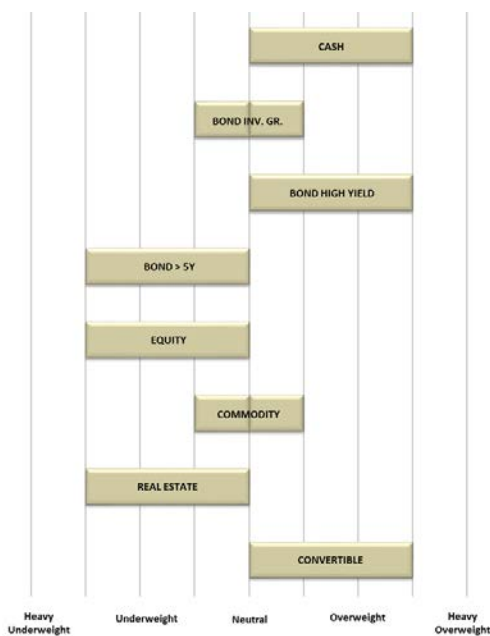 CASH
BOND INV. GR.
BOND HIGH YIELD
BOND > 5Y
EQUITY
COMMODITY
REAL ESTATE
CONVERTIBLE
Heavy Underweight Neutral Overweight Heavy
Underweight Overweight